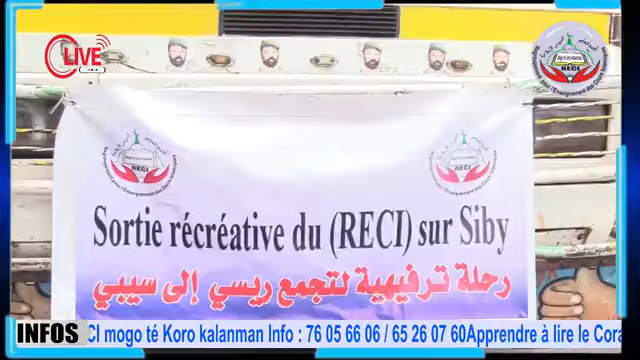 LIVE
RECI
RECI
RECI
Sortie récréative du (RECI) sur Siby
رحلة ترفيهية لتجمع ريسي إلى سيبي
INFOS
CI mogo té Koro kalanman Info : 76 05 66 06 / 65 26 07 60Apprendre à lire le Cora